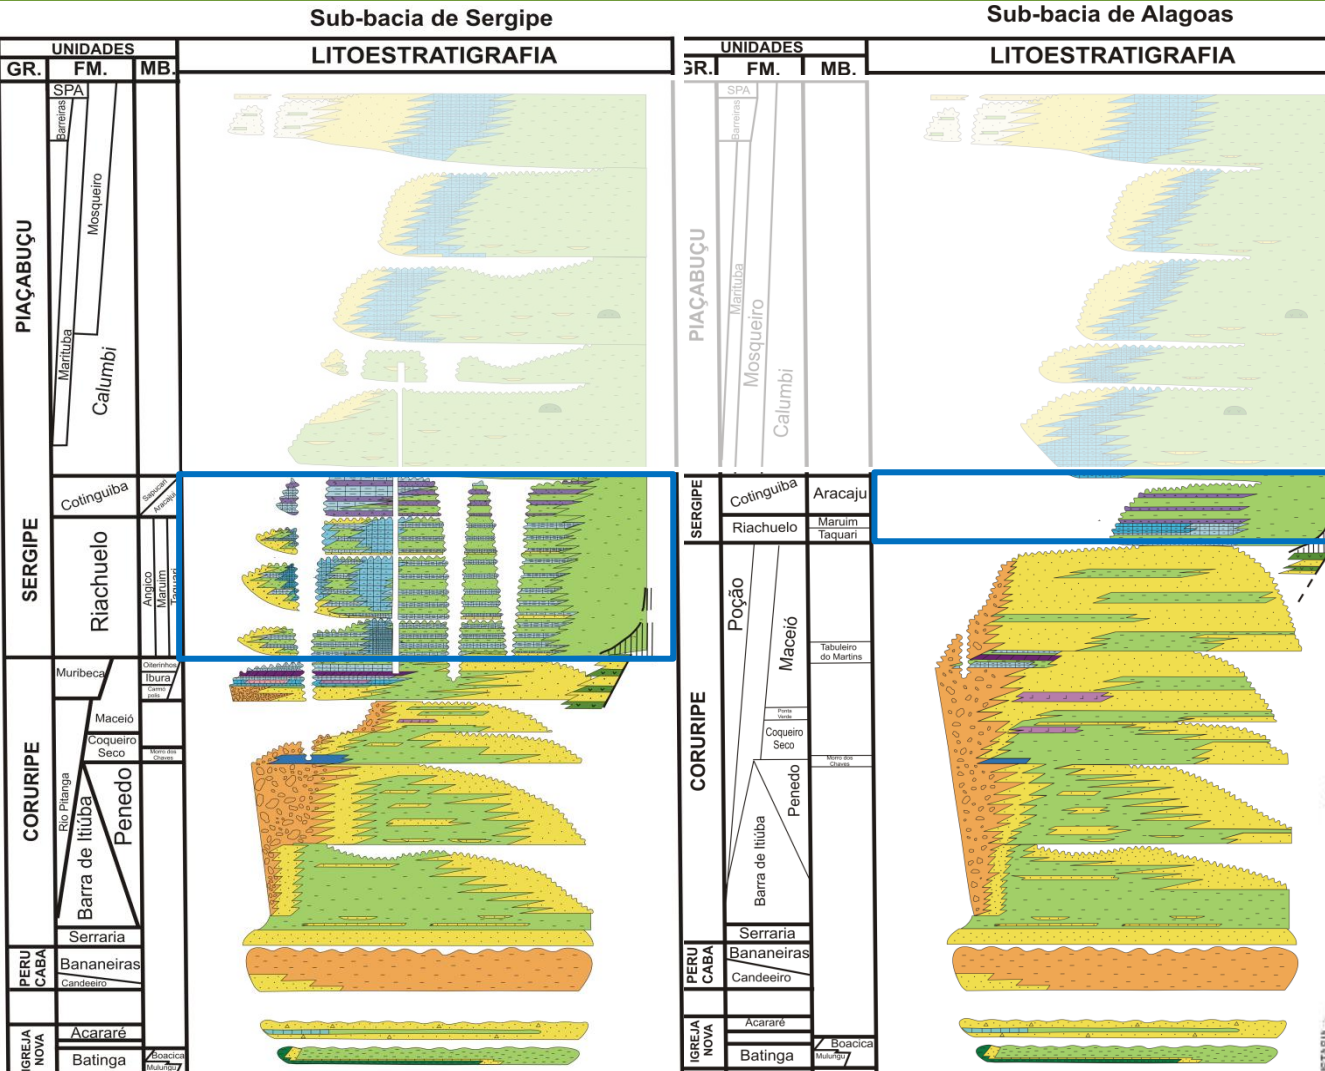 Sub-bacia de Sergipe
UNIDADES
LITOESTRATIGRAFIA
GR.
FM.
MB.
SPA
Barreiras
Mosqueiro
PIAÇABUÇU
Marituba
Calumbi
Cotinguiba
Sapucari
Aracaju
SERGIPE
Riachuelo
Angico
Maruim
Taquari
Muribeca
Oiterinhos
Ibura
Carmó
polis
Maceió
Coqueiro
Seco
Morro dos
Chaves
CORURIPE
Rio Pitanga
Barra de Itiúba
Penedo
Serraria
PERU
CABA
Bananeiras
Candeeiro
IGREJA
NOVA
Acararé
Batinga
Boacica
Mulungu
Sub-bacia de Alagoas
UNIDADES
LITOESTRATIGRAFIA
GR.
FM.
MB.
SPA
Barreiras
PIAÇABUÇU
Marituba
Mosqueiro
Calumbi
SERGIPE
Cotinguiba
Aracaju
Riachuelo
Maruim
Taquari
Poção
Maceió
Tabuleiro
do Martins
Ponta
Verde
Coqueiro
Seco
Morro dos
Chaves
CORURIPE
Penedo
Barra de Itiúba
Serraria
PERU
CABA
Bananeiras
Candeeiro
IGREJA
NOVA
Acararé
Batinga
Boacica
Mulungu